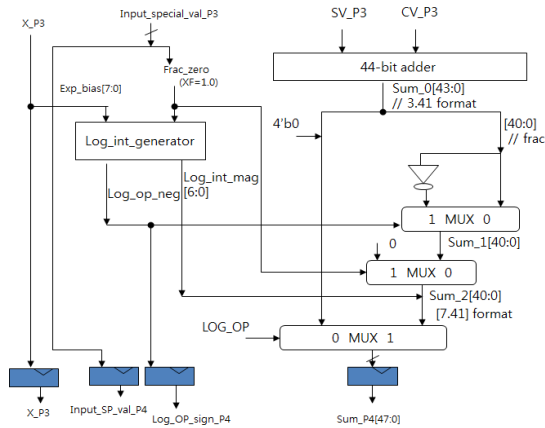 X_P3
Input_special_val_P3
SV_P3
CV_P3
44-bit adder
Frac_zero
(XF=1.0)
Exp_bias[7:0]
Sum_0[43:0]
// 3.41 format
4'b0
[40:0]
// frac
Log_int_generator
Log_int_mag
[6:0]
Log_op_neg
1 MUX 0
0
Sum_1[40:0]
1 MUX 0
Sum_2[40:0]
[7.41] format
LOG_OP
0 MUX 1
X_P3
Input_SP_val_P4
Log_OP_sign_P4
Sum_P4[47:0]